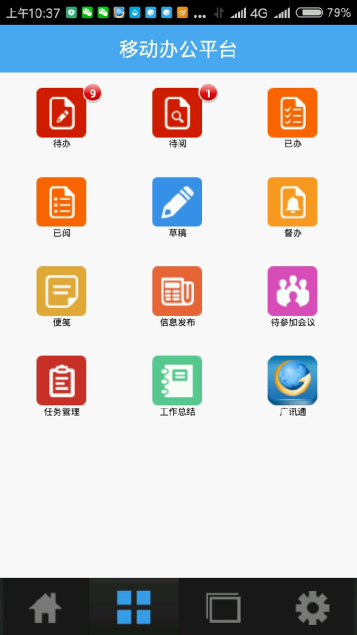 上午10:37 ... 4G 79%
移动办公平台
9 1
待办 待阅 已办
已阅 草稿 督办
便笺 信息发布 待参加会议
任务管理 工作总结 广讯通